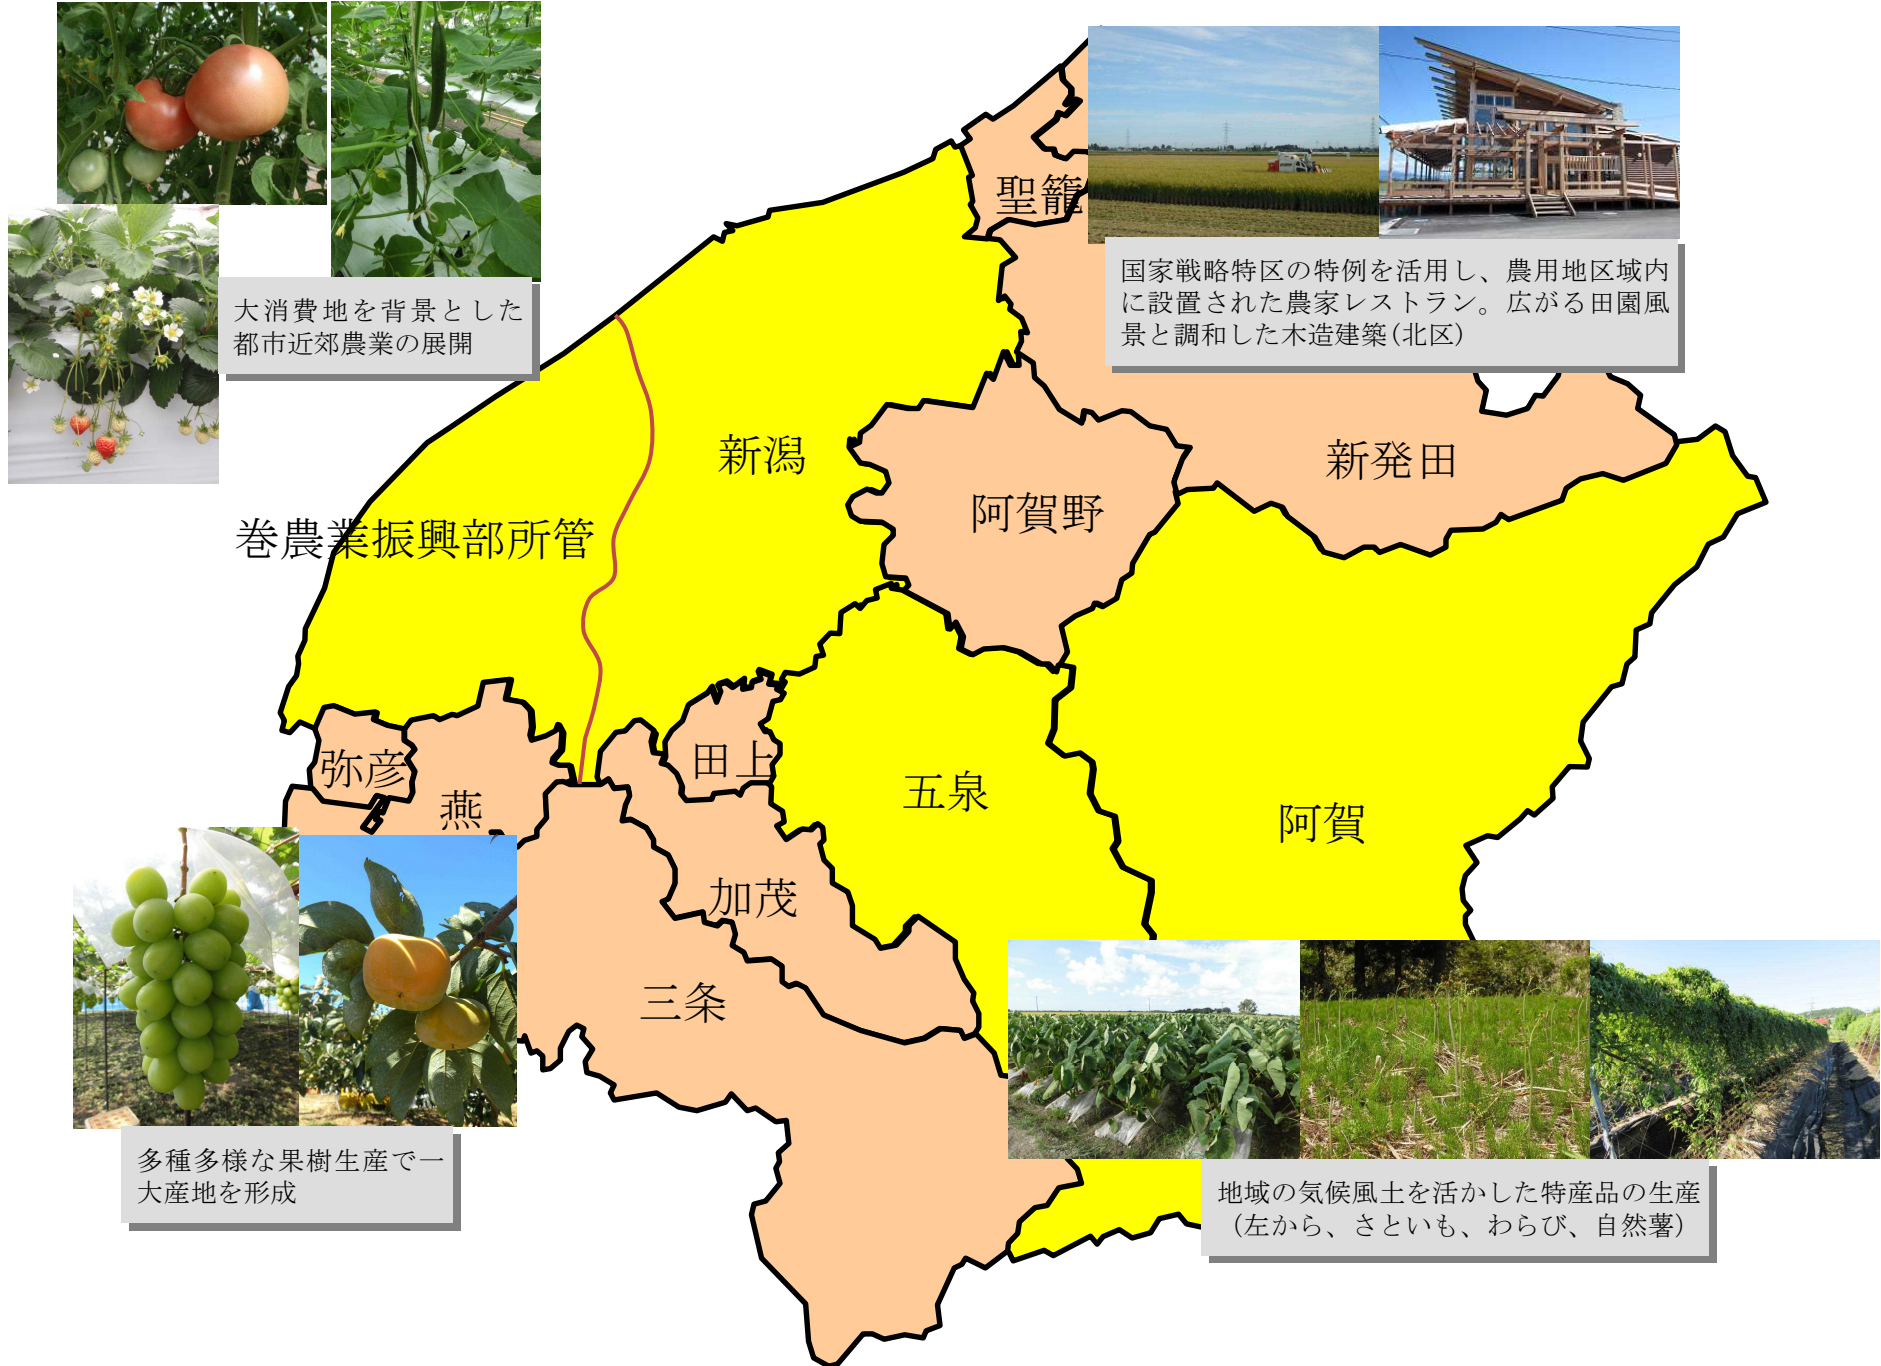 聖籠
国家戦略特区の特例を活用し、農用地区域内
に設置された農家レストラン。広がる田園風
景と調和した木造建築(北区)
大消費地を背景とした
都市近郊農業の展開
新潟
新発田
阿賀野
巻農業振興部所管
弥彦
田上
燕
五泉
阿賀
加茂
三条
多種多様な果樹生産で一
大産地を形成
地域の気候風土を活かした特産品の生産
(左から、さといも、わらび、自然薯)